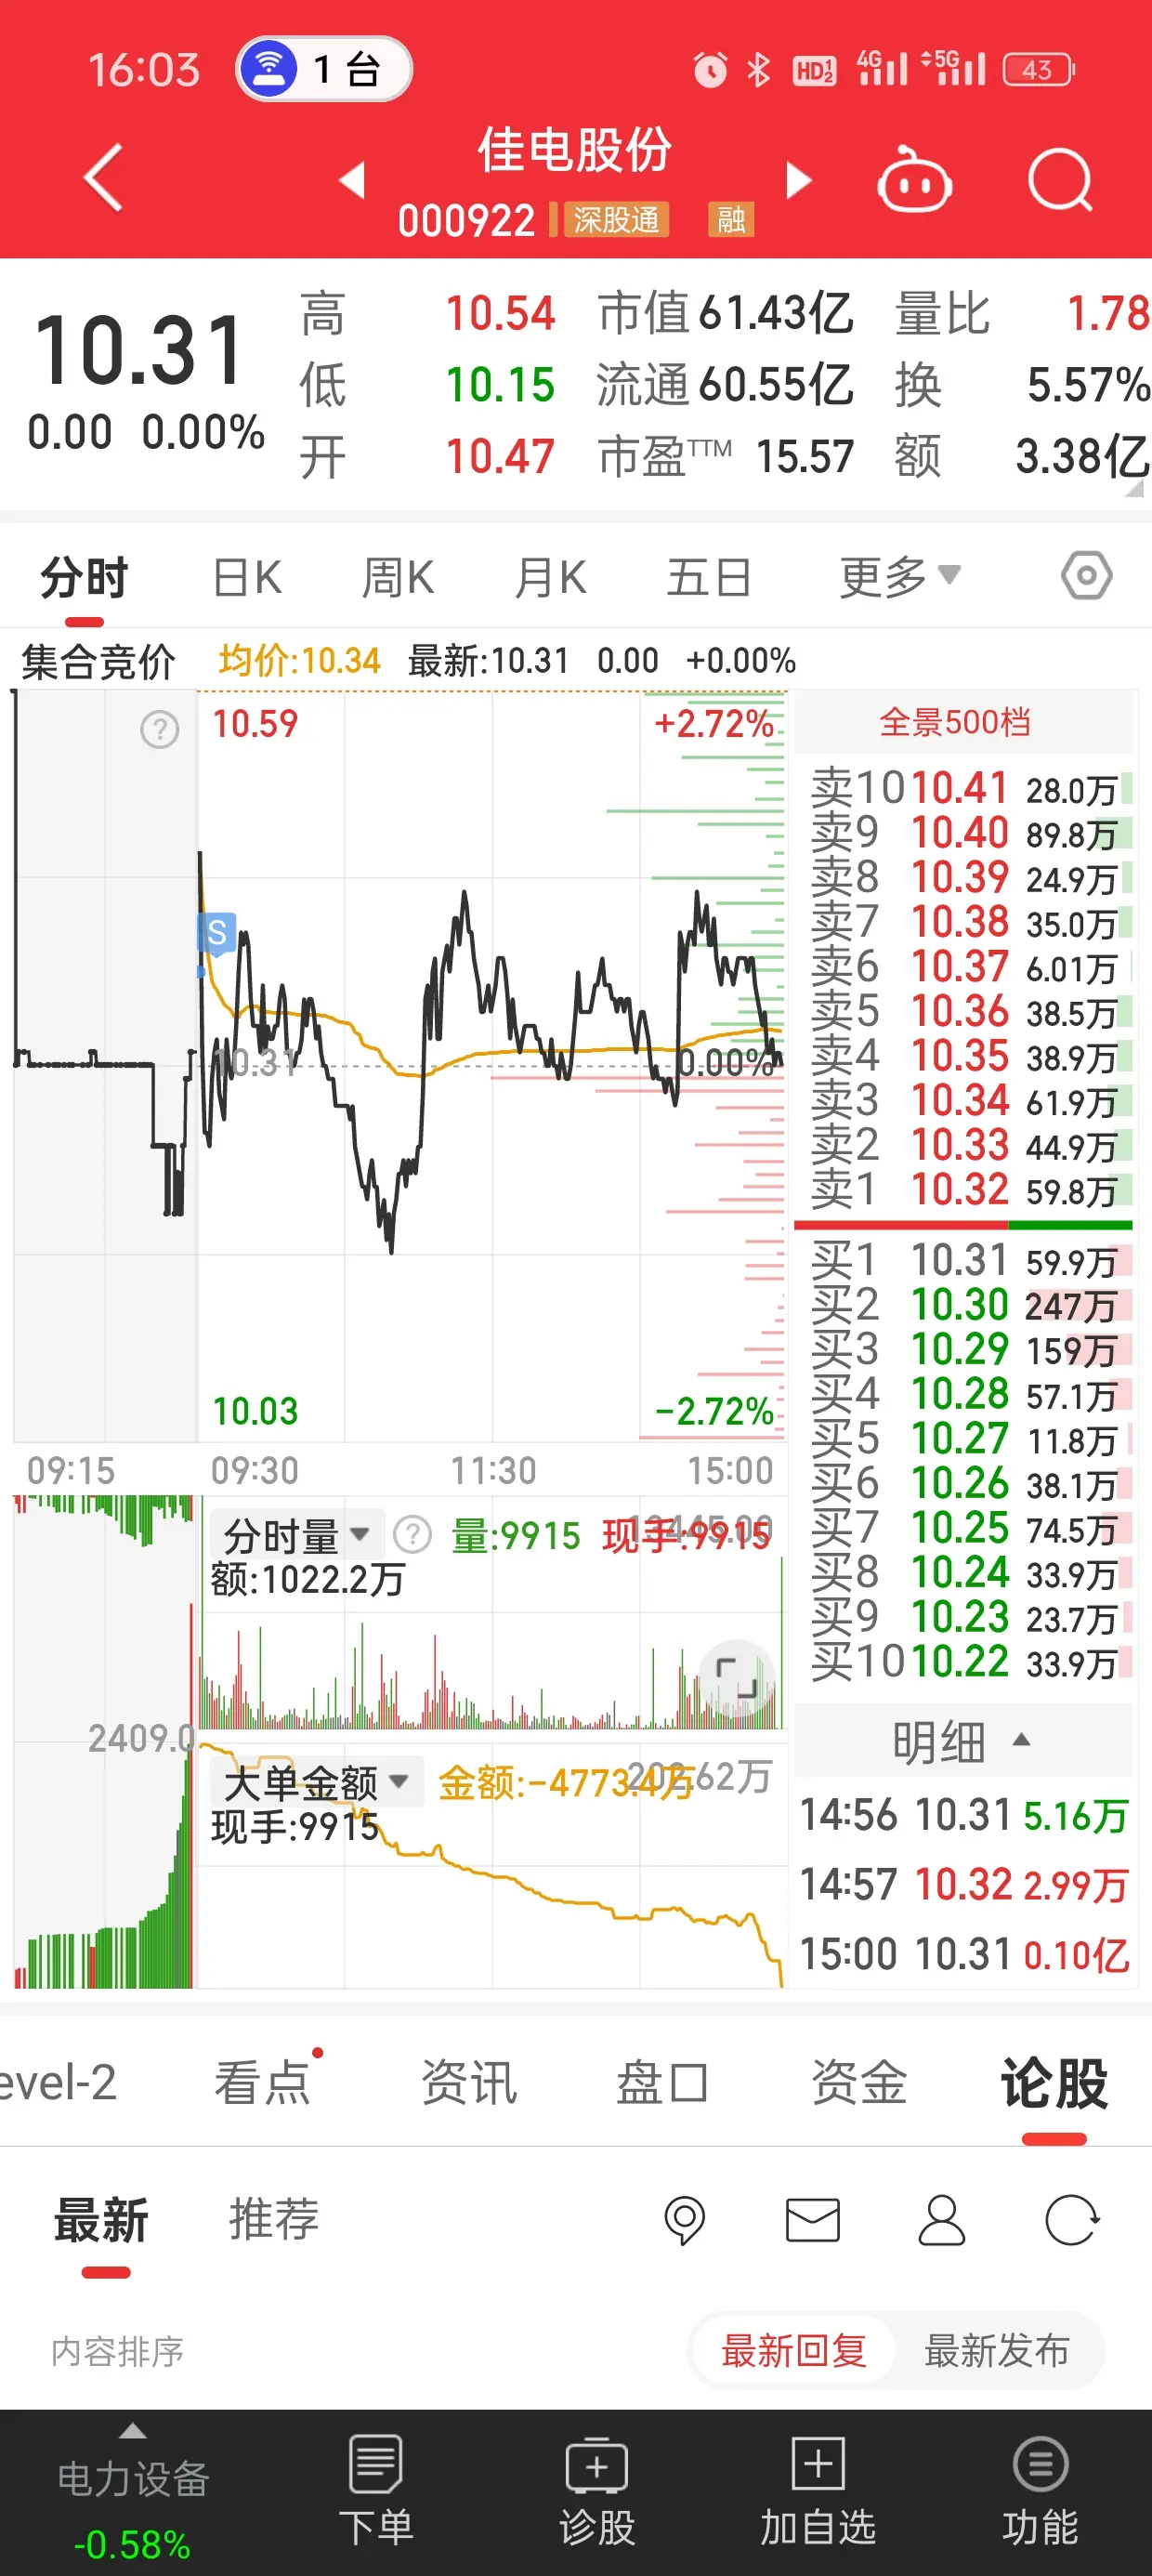 16:03 1 台 HD 1 2 4G 5G 43
佳电股份
000922 深股通 融
10.31
0.00 0.00%
高 10.54 市值 61.43亿 量比 1.78
低 10.15 流通 60.55亿 换 5.57%
开 10.47 市盈TTM 15.57 额 3.38亿
分时 日K 周K 月K 五日 更多
集合竞价 均价:10.34 最新:10.31 0.00 +0.00%
10.59 +2.72%
S
10.31 0.00%
10.03 -2.72%
09:15 09:30 11:30 15:00
全景500档
卖10 10.41 28.0万
卖9 10.40 89.8万
卖8 10.39 24.9万
卖7 10.38 35.0万
卖6 10.37 6.01万
卖5 10.36 38.5万
卖4 10.35 38.9万
卖3 10.34 61.9万
卖2 10.33 44.9万
卖1 10.32 59.8万
买1 10.31 59.9万
买2 10.30 247万
买3 10.29 159万
买4 10.28 57.1万
买5 10.27 11.8万
买6 10.26 38.1万
买7 10.25 74.5万
买8 10.24 33.9万
买9 10.23 23.7万
买10 10.22 33.9万
分时量 ? 量:9915 现手:9915
额:1022.2万
2409.0
大单金额 金额:-4773.4万
现手:9915
明细
14:56 10.31 5.16万
14:57 10.32 2.99万
15:00 10.31 0.10亿
evel-2 看点 资讯 盘口 资金 论股
最新 推荐
内容排序 最新回复 最新发布
电力设备 下单 诊股 加自选 功能
-0.58%